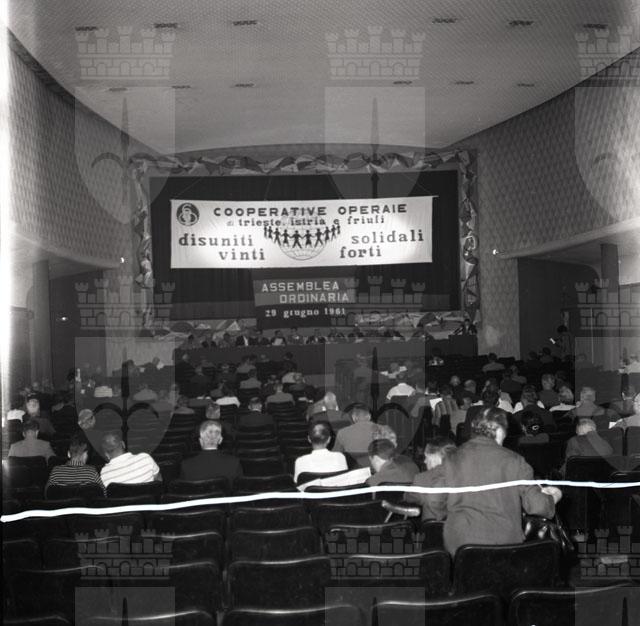 COOPERATIVE OPERAIE
di trieste, istria e friuli
disuniti solidali
vinti forti
ASSEMBLEA
ORDINARIA
29 giugno 1961